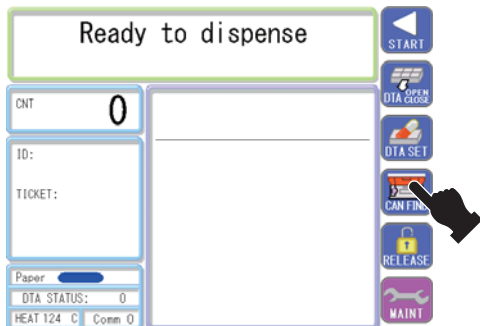 Ready to dispense
START
DTA OPEN CLOSE
CNT 0
DTA SET
ID:
TICKET:
CAN FIND
RELEASE
Paper
DTA STATUS: 0
HEAT 124 C Comm 0
MAINT